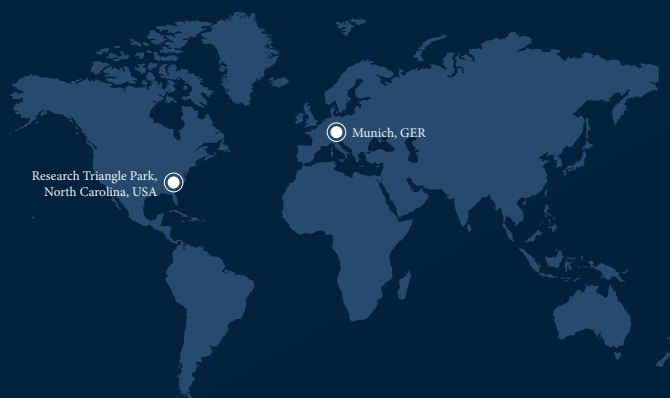 Munich, GER
Research Triangle Park,
North Carolina, USA